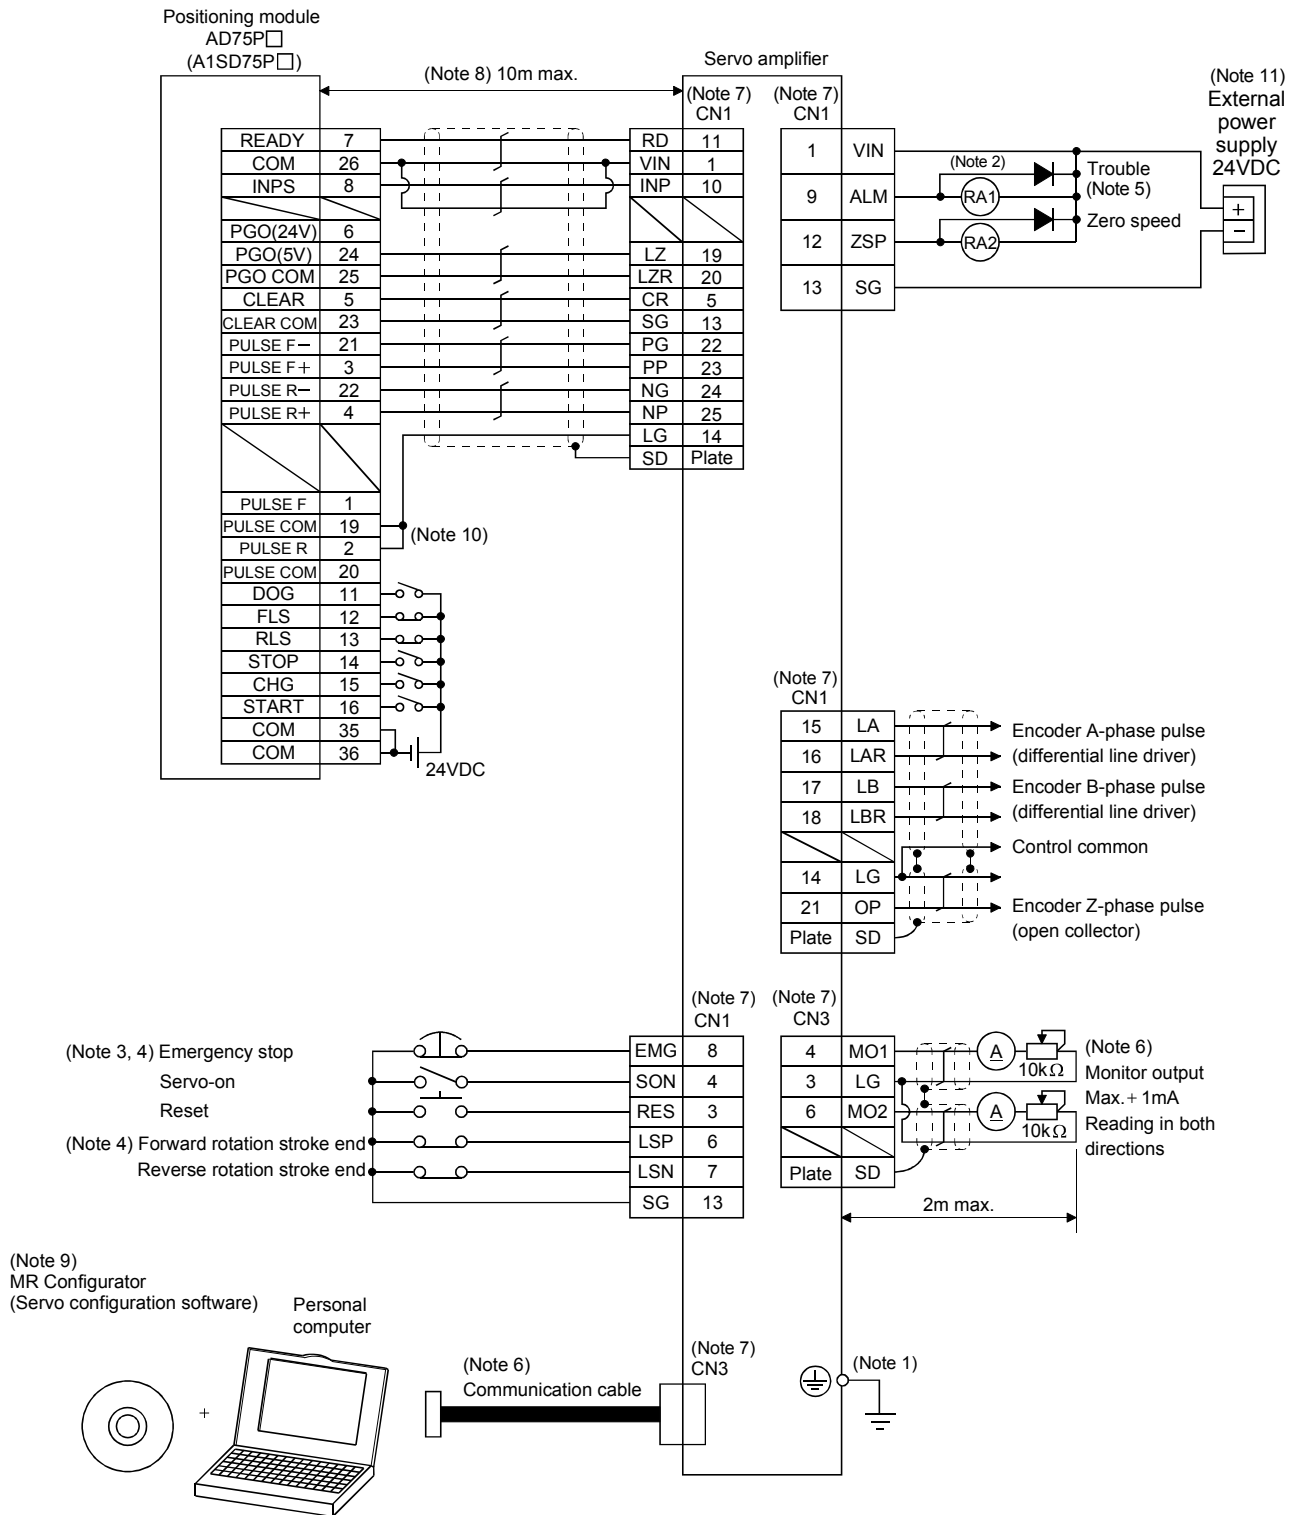 Positioning module
AD75P□
(A1SD75P□)
(Note 8) 10m max.
Servo amplifier
(Note 7)
CN1
READY 7
COM 26
INPS 8
PGO(24V) 6
PGO(5V) 24
PGO COM 25
CLEAR 5
CLEAR COM 23
PULSE F− 21
PULSE F+ 3
PULSE R− 22
PULSE R+ 4
PULSE F 1
PULSE COM 19
PULSE R 2
PULSE COM 20
DOG 11
FLS 12
RLS 13
STOP 14
CHG 15
START 16
COM 35
COM 36
(Note 10)
24VDC
RD 11
VIN 1
INP 10
LZ 19
LZR 20
CR 5
SG 13
PG 22
PP 23
NG 24
NP 25
LG 14
SD Plate
(Note 7)
CN1
1 VIN
9 ALM
12 ZSP
13 SG
(Note 2)
RA1
RA2
Trouble
(Note 5)
Zero speed
(Note 11)
External
power
supply
24VDC
+
−
(Note 7)
CN1
15 LA
16 LAR
17 LB
18 LBR
14 LG
21 OP
Plate SD
Encoder A-phase pulse
(differential line driver)
Encoder B-phase pulse
(differential line driver)
Control common
Encoder Z-phase pulse
(open collector)
(Note 3, 4) Emergency stop
Servo-on
Reset
(Note 4) Forward rotation stroke end
Reverse rotation stroke end
(Note 7)
CN1
EMG 8
SON 4
RES 3
LSP 6
LSN 7
SG 13
(Note 7)
CN3
4 MO1
3 LG
6 MO2
Plate SD
A
10kΩ
A
10kΩ
(Note 6)
Monitor output
Max.+ 1mA
Reading in both
directions
2m max.
(Note 9)
MR Configurator
(Servo configuration software)
Personal
computer
+
(Note 6)
Communication cable
(Note 7)
CN3
(Note 1)